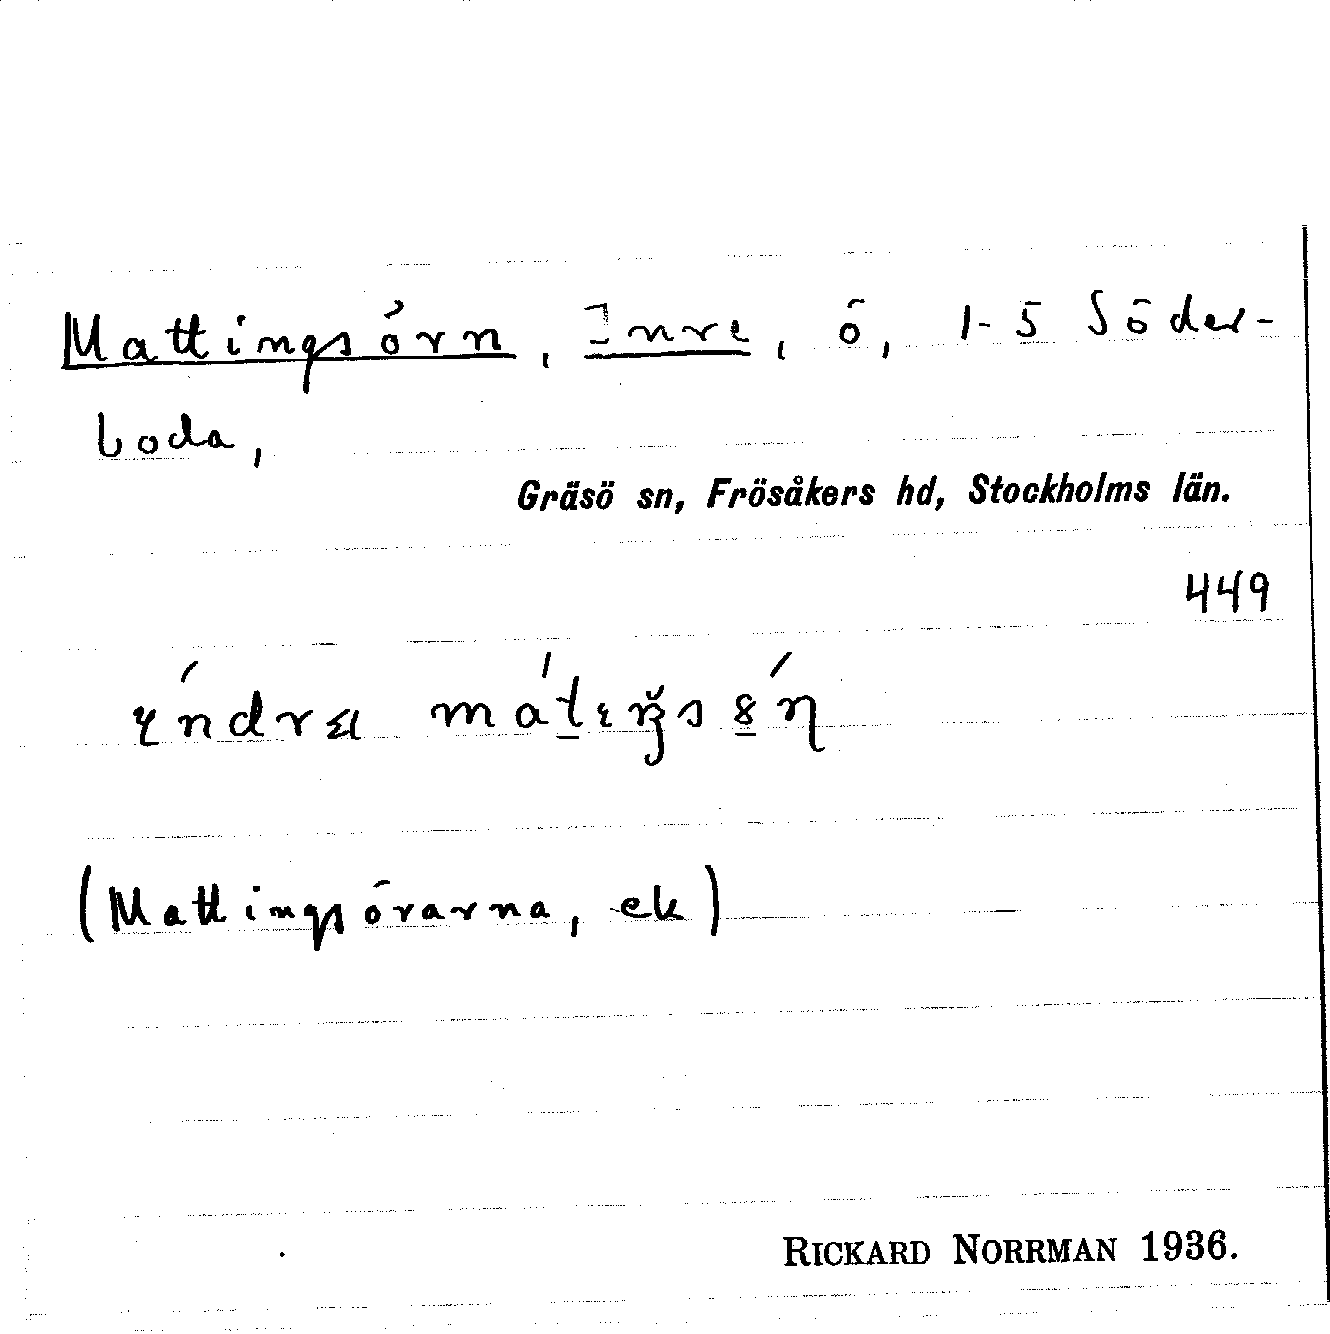 Mattingsörn, Inre, ö, 1-5 Söder-
boda,
Gräsö sn, Frösåkers hd, Stockholms län.
449
(Mattingsörarna, ek)
RICKARD NORRMAN 1936.